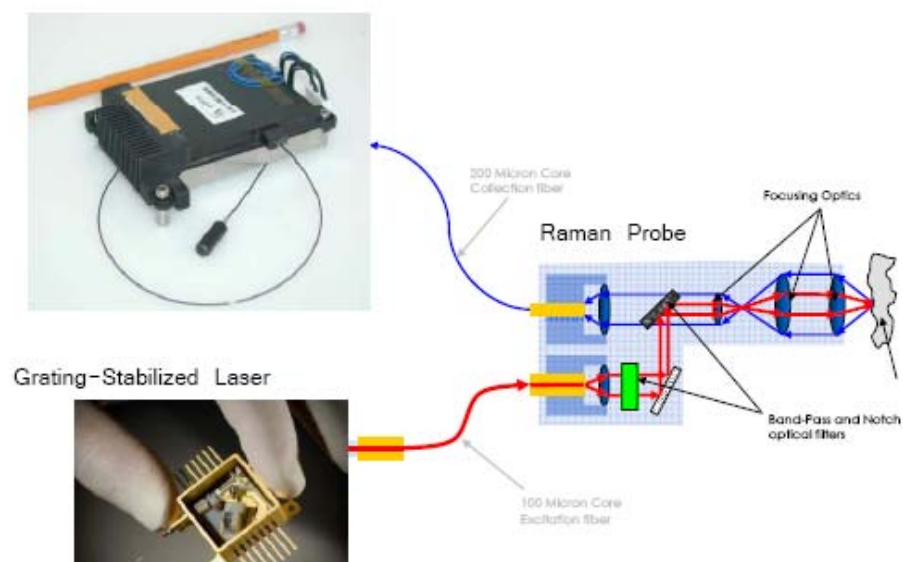 200 Micron Core
Collection fiber
Focusing Optics
Raman Probe
Grating-Stabilized Laser
Band-Pass and Notch
optical filters
100 Micron Core
Excitation fiber